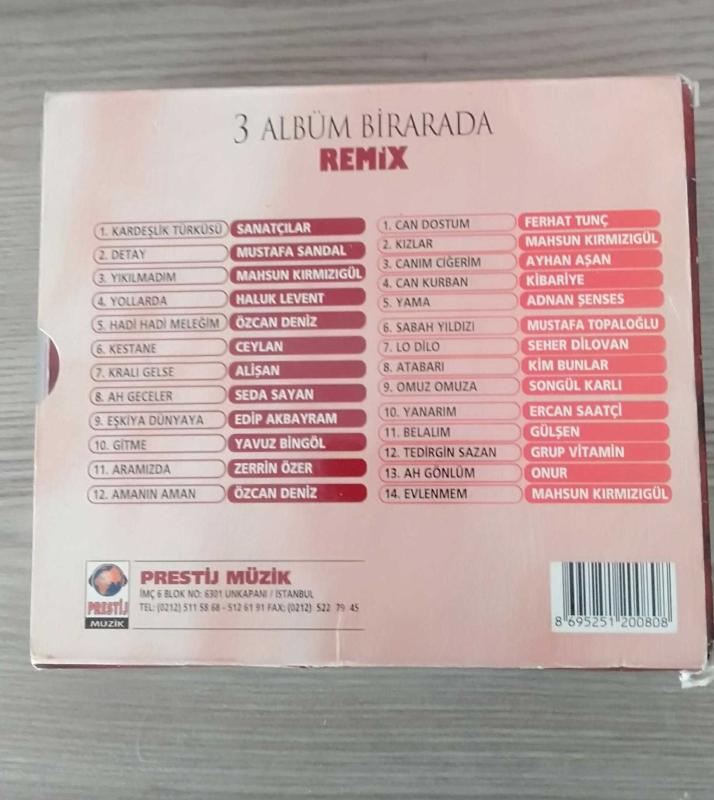 3 ALBÜM BİRARADA
REMİX
1. KARDEŞLİK TÜRKÜSÜ SANATÇILAR
2. DETAY MUSTAFA SANDAL
3. YIKILMADIM MAHSUN KIRMIZIGÜL
4. YOLLARDA HALUK LEVENT
5. HADİ HADİ MELEĞİM ÖZCAN DENİZ
6. KESTANE CEYLAN
7. KRALI GELSE ALİŞAN
8. AH GECELER SEDA SAYAN
9. EŞKİYA DÜNYAYA EDİP AKBAYRAM
10. GİTME YAVUZ BİNGÖL
11. ARAMIZDA ZERRİN ÖZER
12. AMANIN AMAN ÖZCAN DENİZ
1. CAN DOSTUM FERHAT TUNÇ
2. KIZLAR MAHSUN KIRMIZIGÜL
3. CANIM CİĞERİM AYHAN AŞAN
4. CAN KURBAN KİBARİYE
5. YAMA ADNAN ŞENSES
6. SABAH YILDIZI MUSTAFA TOPALOĞLU
7. LO DİLO SEHER DİLOVAN
8. ATABARI KİM BUNLAR
9. OMUZ OMUZA SONGÜL KARLI
10. YANARIM ERCAN SAATÇİ
11. BELALIM GÜLŞEN
12. TEDİRGİN SAZAN GRUP VİTAMİN
13. AH GÖNLÜM ONUR
14. EVLENMEM MAHSUN KIRMIZIGÜL
PRESTİJ
MUZİK
PRESTİJ MÜZİK
İMÇ 6 BLOK NO: 6301 UNKAPANI / İSTANBUL
TEL: (0212) 511 58 68 - 512 61 91 FAX: (0212) 522 79 45
8 695251 200808